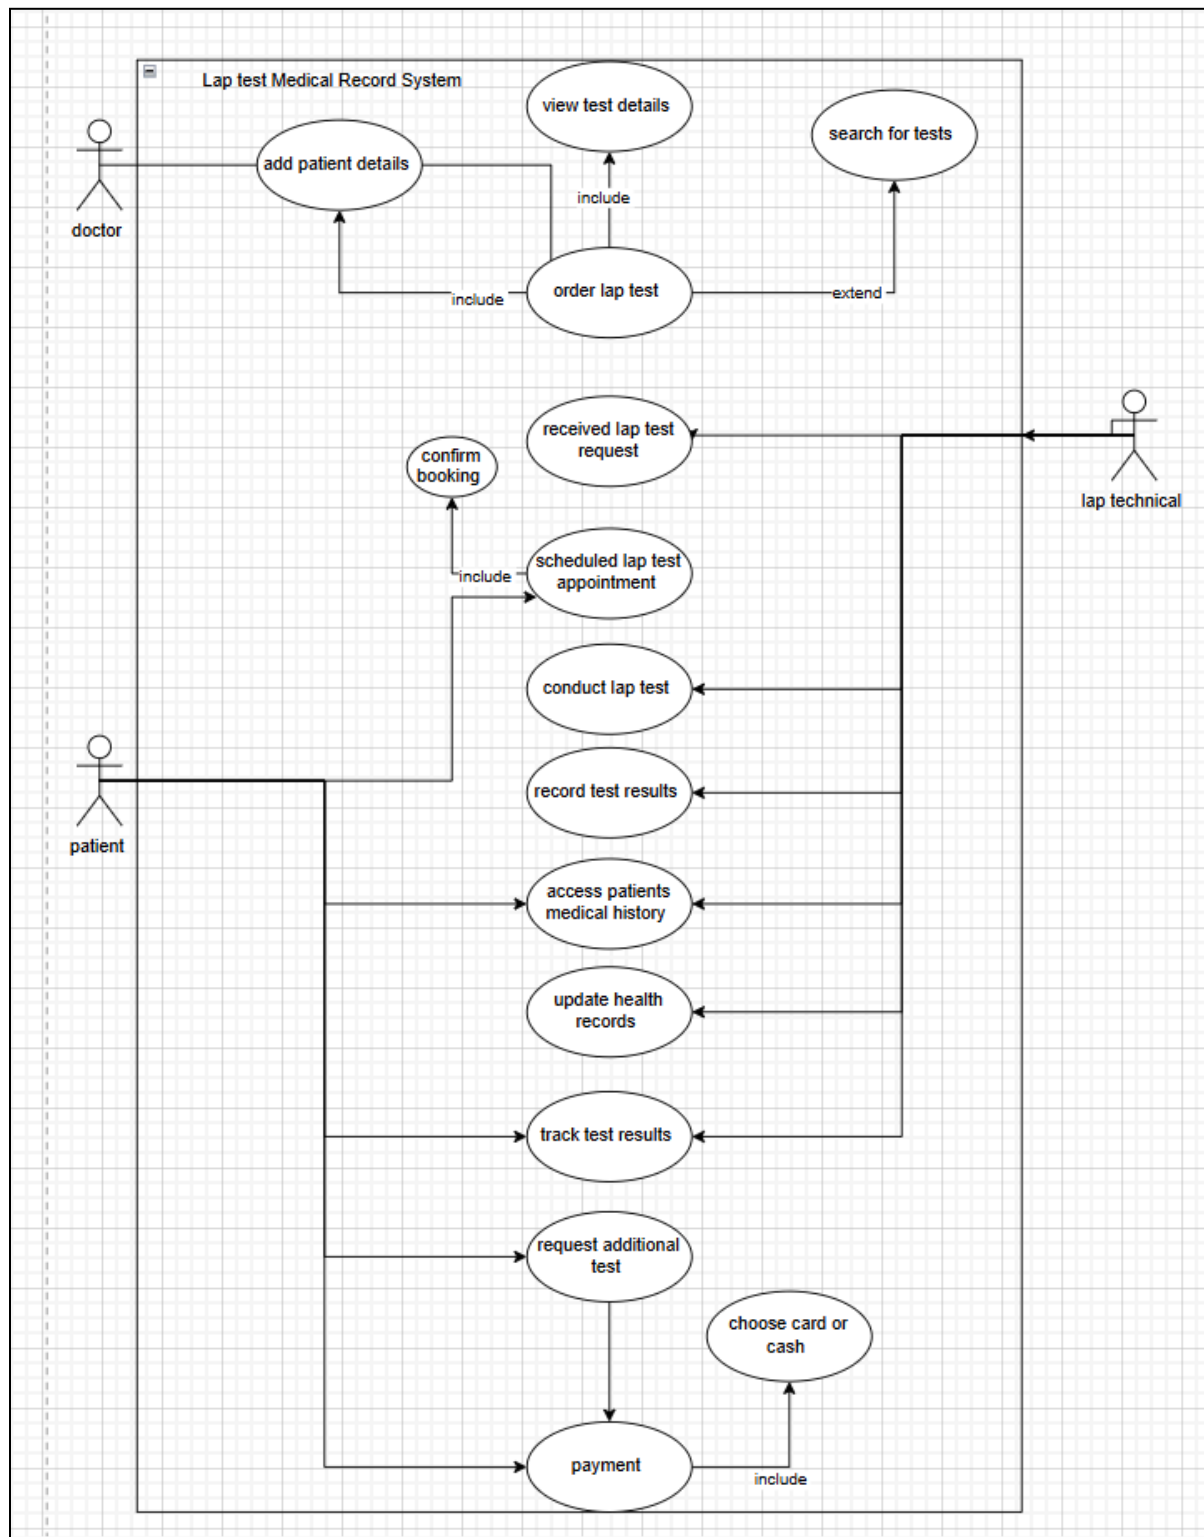 Lap test Medical Record System
view test details
search for tests
add patient details
doctor
include
order lap test
include
extend
received lap test
request
confirm
booking
lap technical
scheduled lap test
appointment
include
conduct lap test
record test results
patient
access patients
medical history
update health
records
track test results
request additional
test
choose card or
cash
payment
include